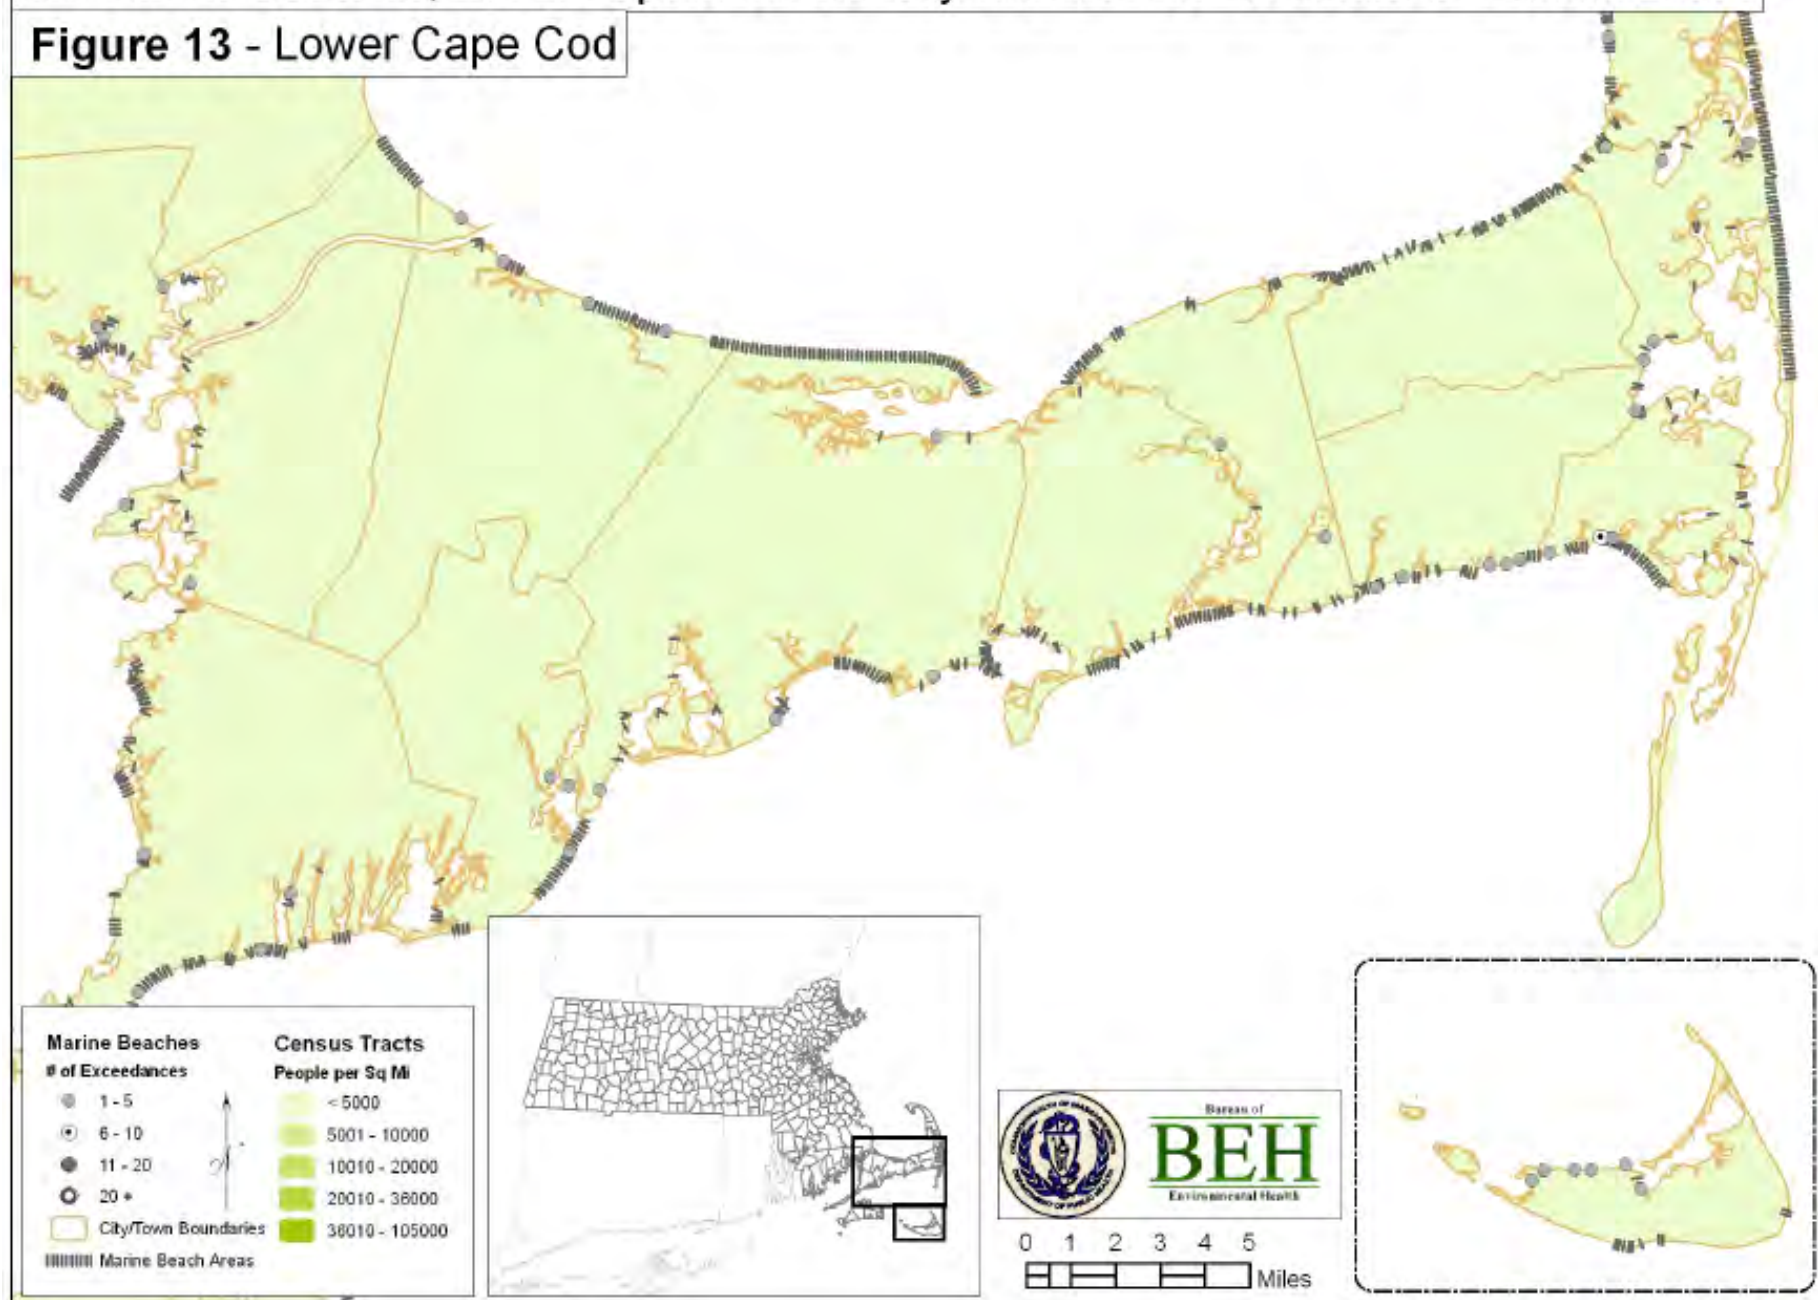 Figure 13 - Lower Cape Cod
Marine Beaches
# of Exceedances
1 - 5
6 - 10
11 - 20
20 +
City/Town Boundaries
Marine Beach Areas
Census Tracts
People per Sq Mi
< 5000
5001 - 10000
10010 - 20000
20010 - 36000
36010 - 105000
Bureau of
BEH
Environmental Health
0 1 2 3 4 5
Miles